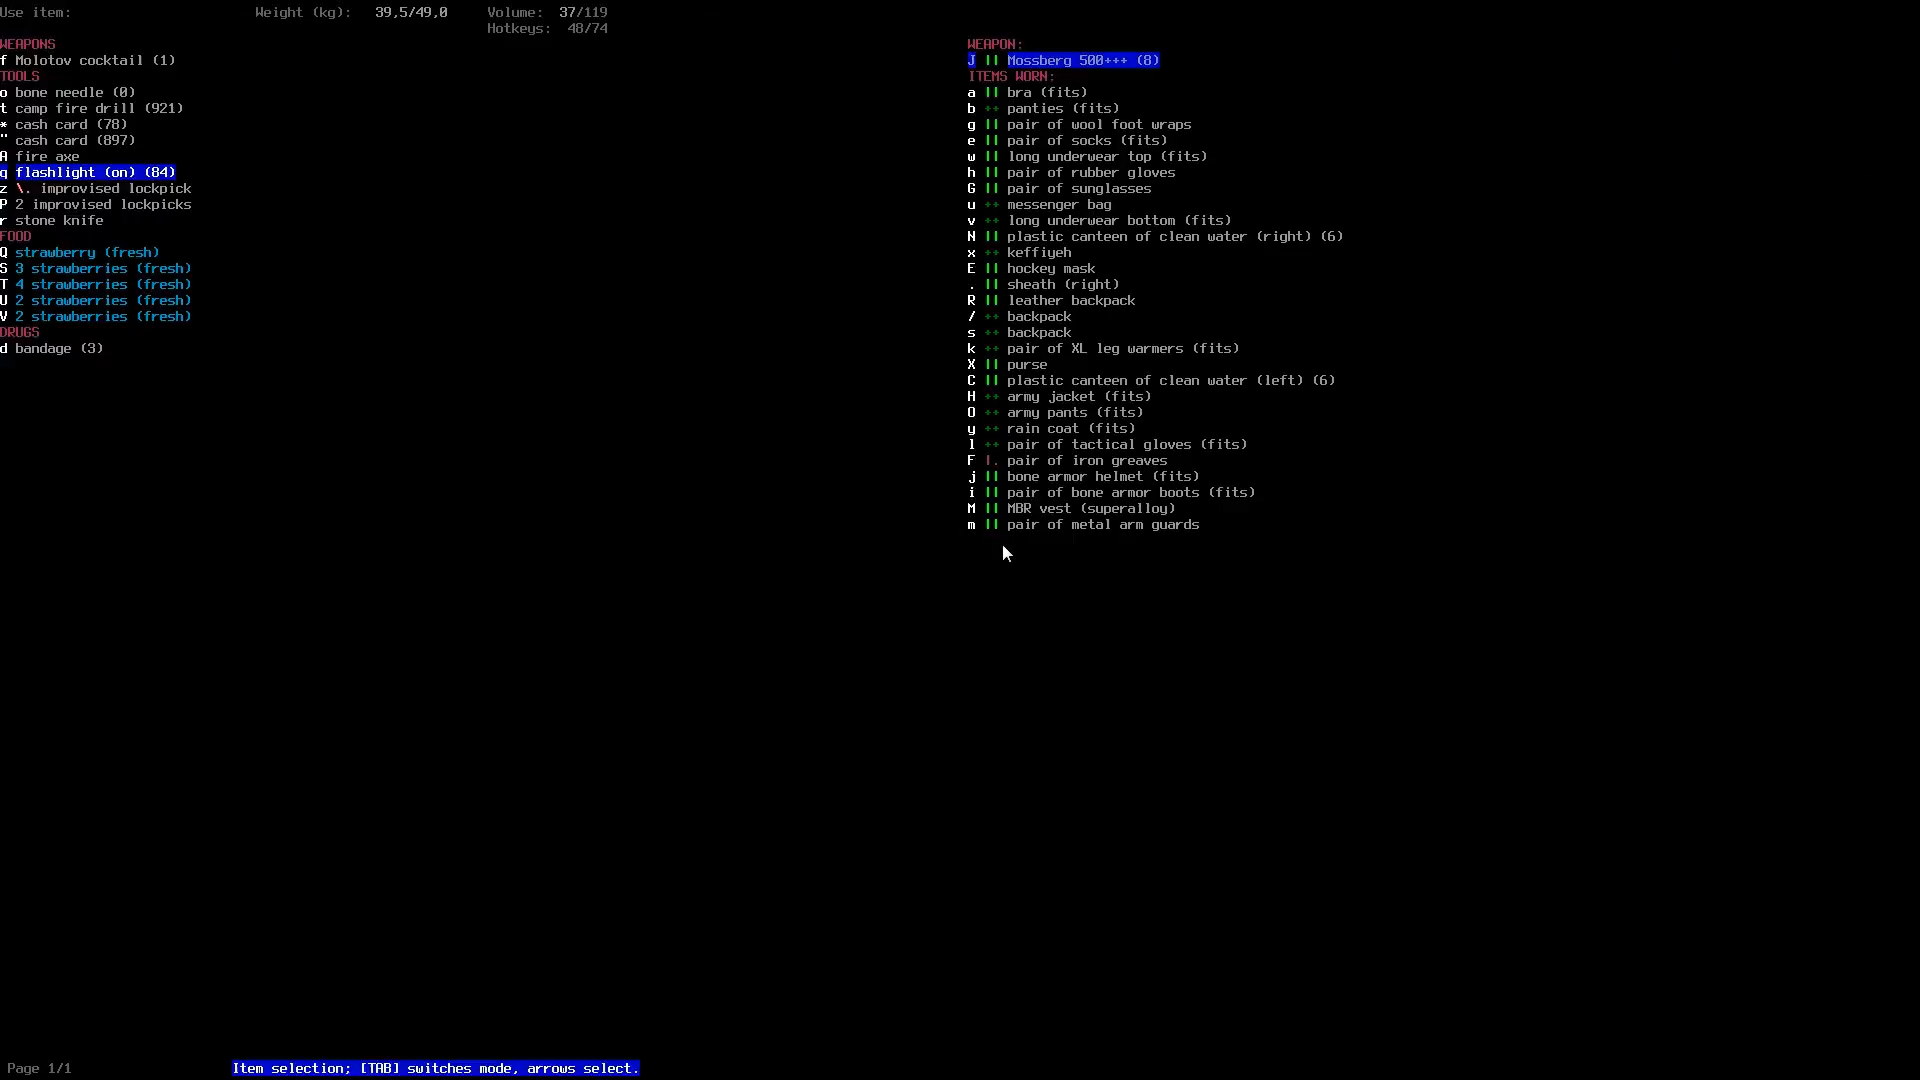 Use item: Weight (kg): 39,5/49,0 Volume: 37/119
Hotkeys: 48/74
WEAPONS
f Molotov cocktail (1)
TOOLS
o bone needle (0)
t camp fire drill (921)
* cash card (78)
" cash card (897)
A fire axe
q flashlight (on) (84)
z \. improvised lockpick
P 2 improvised lockpicks
r stone knife
FOOD
Q strawberry (fresh)
S 3 strawberries (fresh)
T 4 strawberries (fresh)
U 2 strawberries (fresh)
V 2 strawberries (fresh)
DRUGS
d bandage (3)
WEAPON:
J || Mossberg 500+++ (8)
ITEMS WORN:
a || bra (fits)
b ++ panties (fits)
g || pair of wool foot wraps
e || pair of socks (fits)
w || long underwear top (fits)
h || pair of rubber gloves
G || pair of sunglasses
u ++ messenger bag
v ++ long underwear bottom (fits)
N || plastic canteen of clean water (right) (6)
x ++ keffiyeh
E || hockey mask
. || sheath (right)
R || leather backpack
/ ++ backpack
s ++ backpack
k ++ pair of XL leg warmers (fits)
X || purse
C || plastic canteen of clean water (left) (6)
H ++ army jacket (fits)
O ++ army pants (fits)
y ++ rain coat (fits)
l ++ pair of tactical gloves (fits)
F |. pair of iron greaves
j || bone armor helmet (fits)
i || pair of bone armor boots (fits)
M || MBR vest (superalloy)
m || pair of metal arm guards
Page 1/1 Item selection; [TAB] switches mode, arrows select.